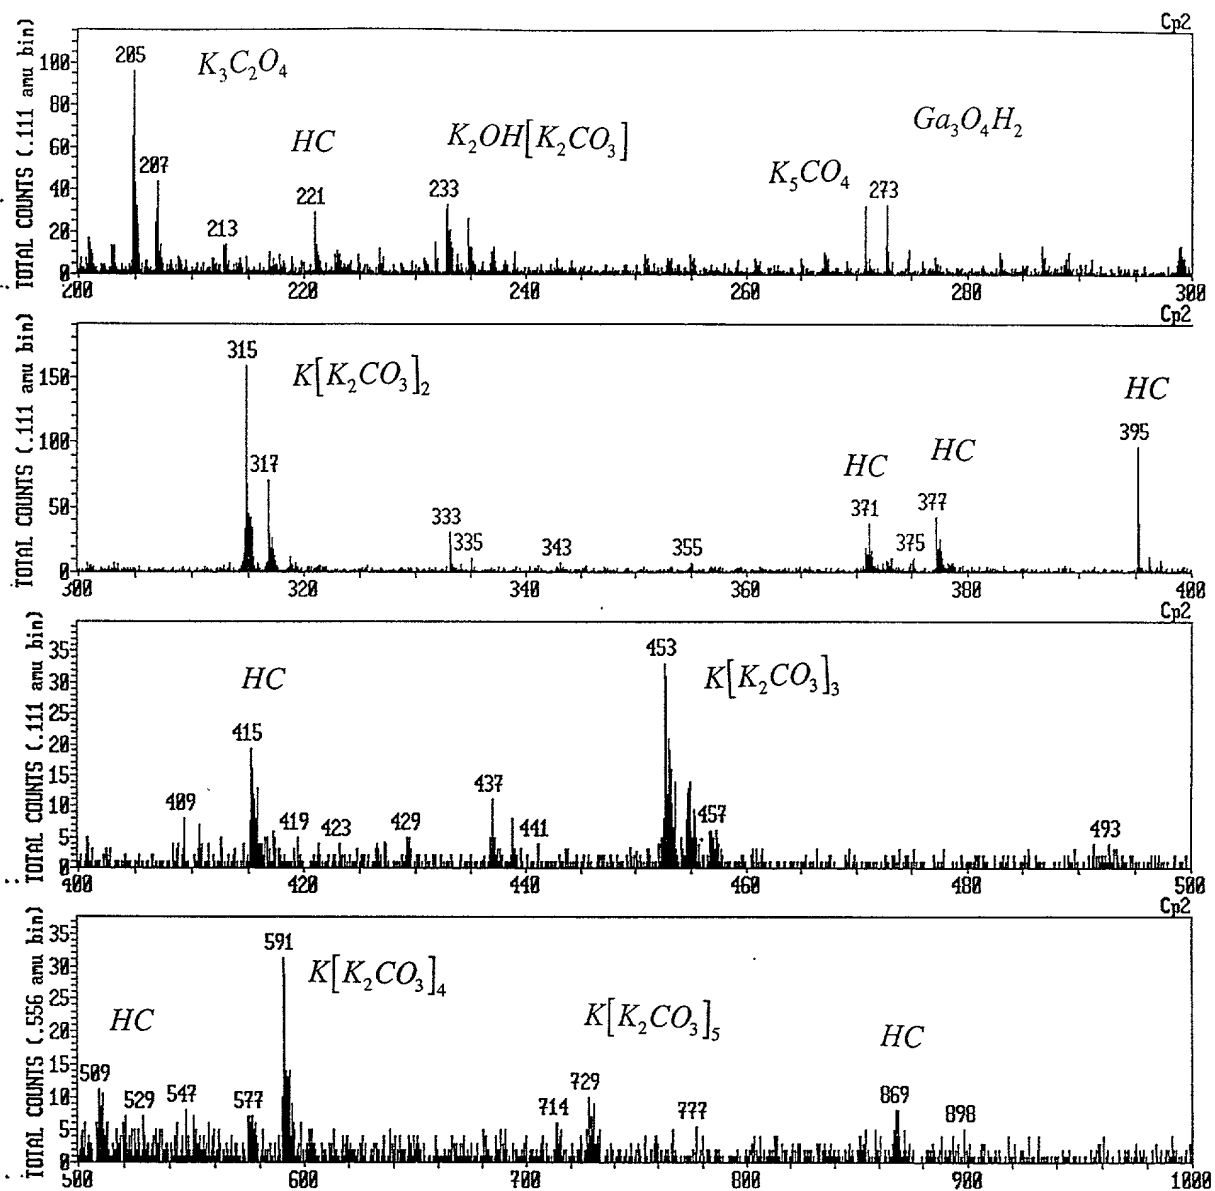 Cp2
TOTAL COUNTS (.111 amu bin)
100
80
60
40
20
0
205
K₃C₂O₄
207
213
HC
221
K₂OH[K₂CO₃]
233
K₅CO₄
273
Ga₃O₄H₂
200 220 240 260 280 300
Cp2
TOTAL COUNTS (.111 amu bin)
150
100
50
0
315
K[K₂CO₃]₂
317
333
335
343
355
HC
371
375
HC
377
HC
395
300 320 340 360 380 400
Cp2
TOTAL COUNTS (.111 amu bin)
35
30
25
20
15
10
5
0
409
HC
415
419
423
429
437
441
453
K[K₂CO₃]₃
457
493
400 420 440 460 480 500
Cp2
TOTAL COUNTS (.556 amu bin)
35
30
25
20
15
10
5
0
HC
509
529
547
577
591
K[K₂CO₃]₄
714
K[K₂CO₃]₅
729
777
HC
869
898
500 600 700 800 900 1000